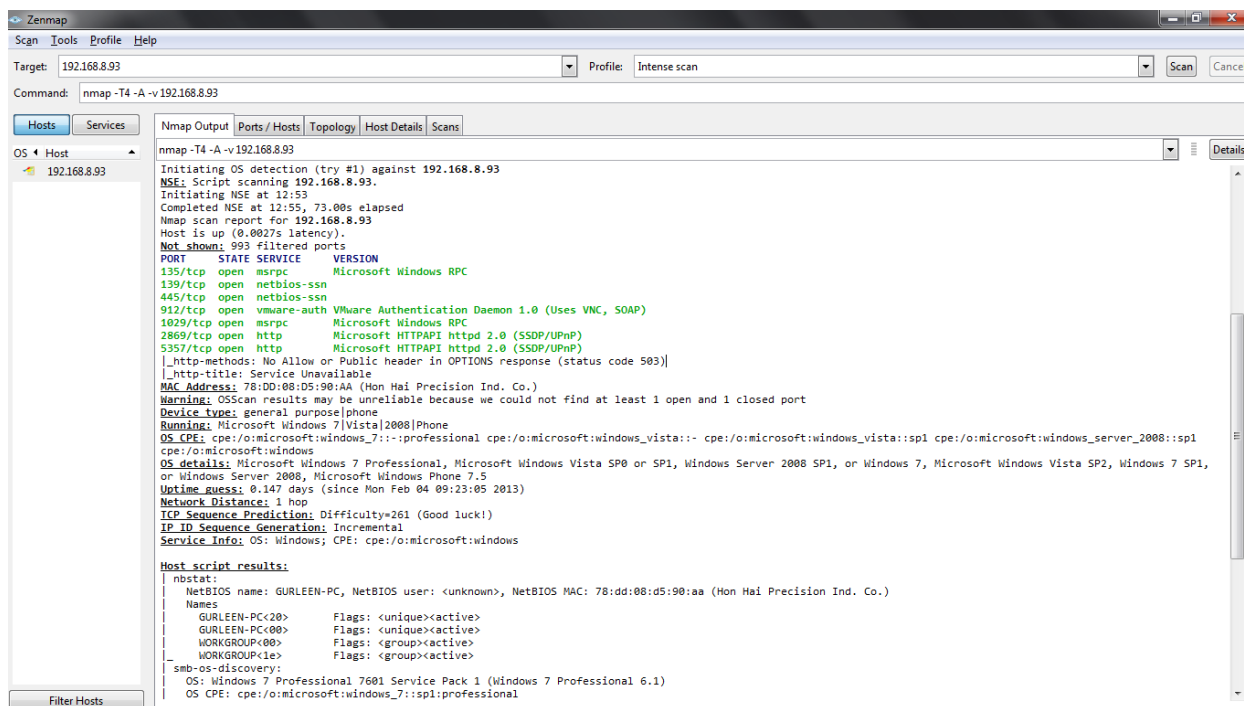 Zenmap
Scan Tools Profile Help
Target: 192.168.8.93 Profile: Intense scan Scan Cance
Command: nmap -T4 -A -v 192.168.8.93
Hosts Services Nmap Output Ports / Hosts Topology Host Details Scans
OS Host nmap -T4 -A -v 192.168.8.93 Details
192.168.8.93
Initiating OS detection (try #1) against 192.168.8.93
NSE: Script scanning 192.168.8.93.
Initiating NSE at 12:53
Completed NSE at 12:55, 73.00s elapsed
Nmap scan report for 192.168.8.93
Host is up (0.0027s latency).
Not shown: 993 filtered ports
PORT STATE SERVICE VERSION
135/tcp open msrpc Microsoft Windows RPC
139/tcp open netbios-ssn
445/tcp open netbios-ssn
912/tcp open vmware-auth VMware Authentication Daemon 1.0 (Uses VNC, SOAP)
1029/tcp open msrpc Microsoft Windows RPC
2869/tcp open http Microsoft HTTPAPI httpd 2.0 (SSDP/UPnP)
5357/tcp open http Microsoft HTTPAPI httpd 2.0 (SSDP/UPnP)
|_http-methods: No Allow or Public header in OPTIONS response (status code 503)
|_http-title: Service Unavailable
MAC Address: 78:DD:08:D5:90:AA (Hon Hai Precision Ind. Co.)
Warning: OSScan results may be unreliable because we could not find at least 1 open and 1 closed port
Device type: general purpose|phone
Running: Microsoft Windows 7|Vista|2008|Phone
OS CPE: cpe:/o:microsoft:windows_7::-:professional cpe:/o:microsoft:windows_vista::- cpe:/o:microsoft:windows_vista::sp1 cpe:/o:microsoft:windows_server_2008::sp1
cpe:/o:microsoft:windows
OS details: Microsoft Windows 7 Professional, Microsoft Windows Vista SP0 or SP1, Windows Server 2008 SP1, or Windows 7, Microsoft Windows Vista SP2, Windows 7 SP1,
or Windows Server 2008, Microsoft Windows Phone 7.5
Uptime guess: 0.147 days (since Mon Feb 04 09:23:05 2013)
Network Distance: 1 hop
TCP Sequence Prediction: Difficulty=261 (Good luck!)
IP ID Sequence Generation: Incremental
Service Info: OS: Windows; CPE: cpe:/o:microsoft:windows
Host script results:
| nbstat:
| NetBIOS name: GURLEEN-PC, NetBIOS user: <unknown>, NetBIOS MAC: 78:dd:08:d5:90:aa (Hon Hai Precision Ind. Co.)
| Names
| GURLEEN-PC<20> Flags: <unique><active>
| GURLEEN-PC<00> Flags: <unique><active>
| WORKGROUP<00> Flags: <group><active>
|_ WORKGROUP<1e> Flags: <group><active>
| smb-os-discovery:
| OS: Windows 7 Professional 7601 Service Pack 1 (Windows 7 Professional 6.1)
| OS CPE: cpe:/o:microsoft:windows_7::sp1:professional
Filter Hosts